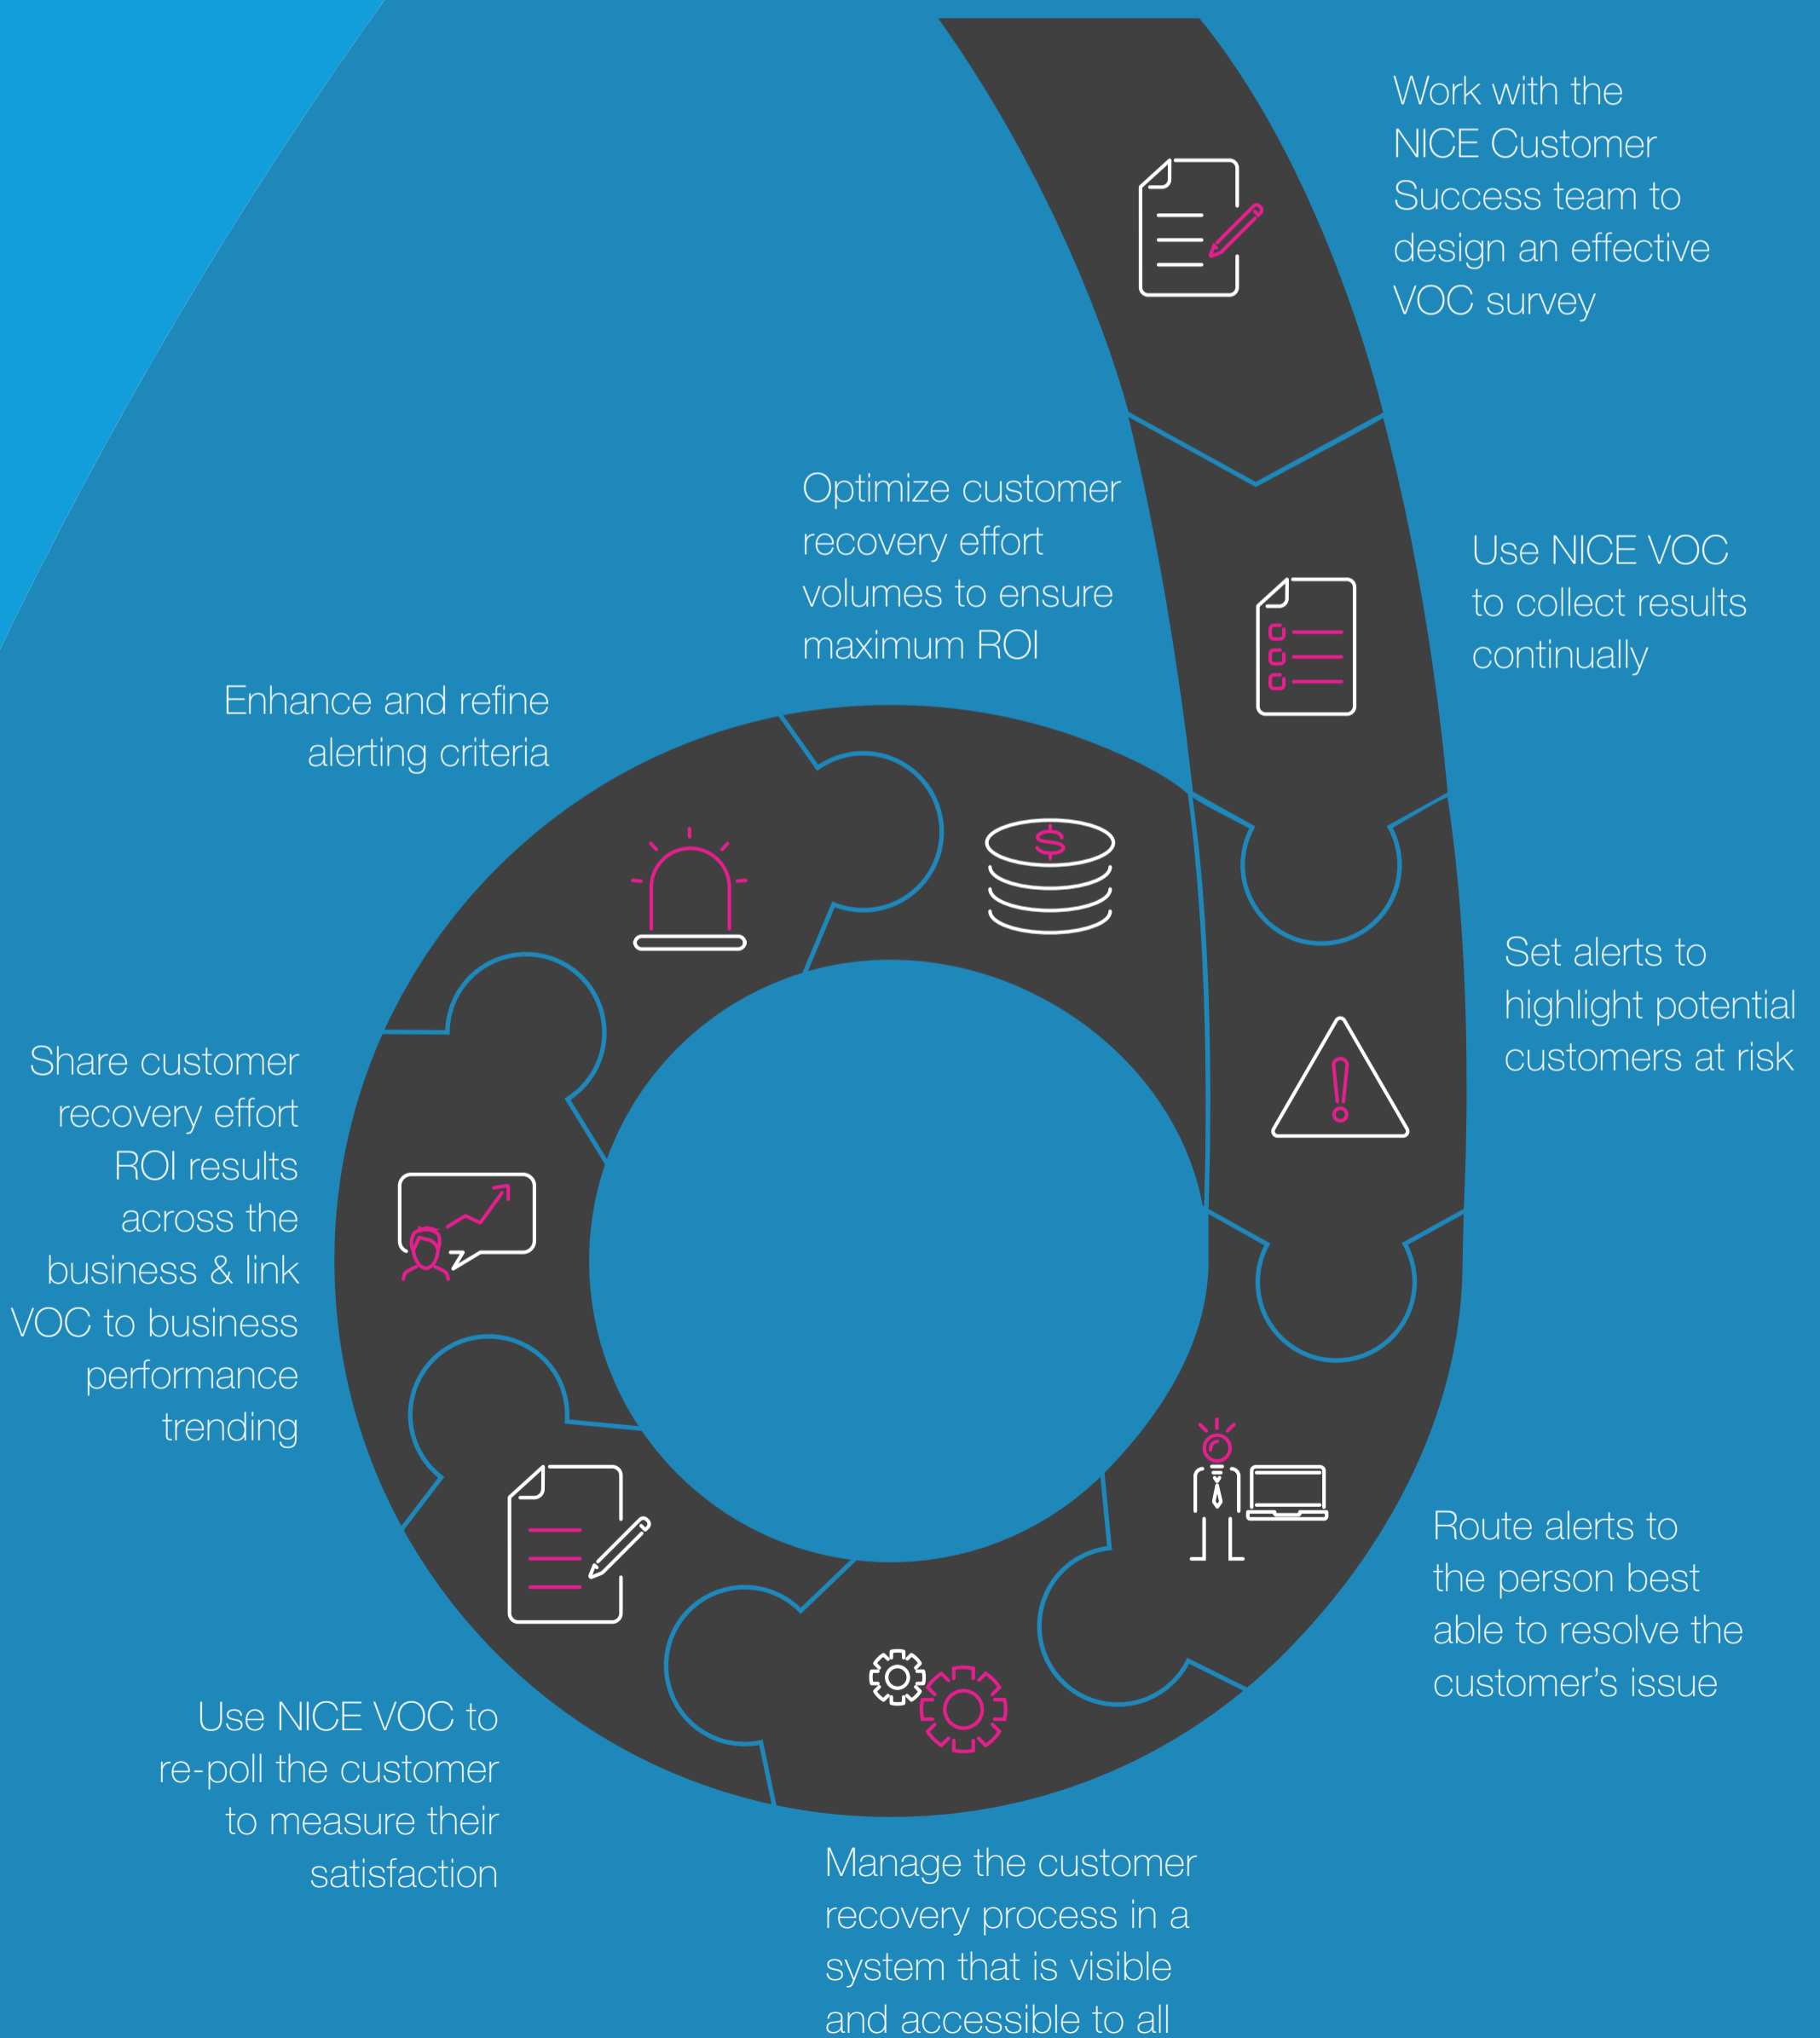 Work with the
NICE Customer
Success team to
design an effective
VOC survey
Use NICE VOC
to collect results
continually
Set alerts to
highlight potential
customers at risk
Route alerts to
the person best
able to resolve the
customer’s issue
Manage the customer
recovery process in a
system that is visible
and accessible to all
Use NICE VOC to
re-poll the customer
to measure their
satisfaction
Share customer
recovery effort
ROI results
across the
business & link
VOC to business
performance
trending
Enhance and refine
alerting criteria
Optimize customer
recovery effort
volumes to ensure
maximum ROI
$